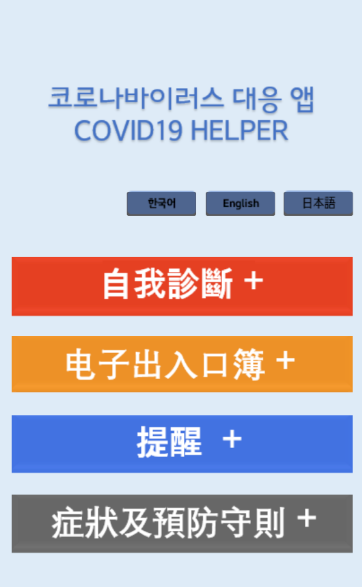 코로나바이러스 대응 앱
COVID19 HELPER
한국어 English 日本語
自我診斷 +
电子出入口簿 +
提醒 +
症狀及預防守則 +